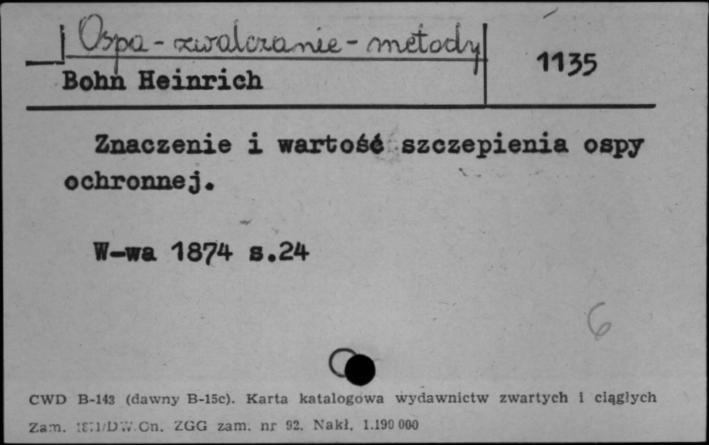 Ospa - zwalczanie - metody
1135
Bohn Heinrich
Znaczenie i wartość szczepienia ospy
ochronnej.
W-wa 1874 s.24
6
CWD B-143 (dawny B-15c). Karta katalogowa wydawnictw zwartych i ciągłych
Zam. ZGG zam. nr 92. Nakł. 1.190 000